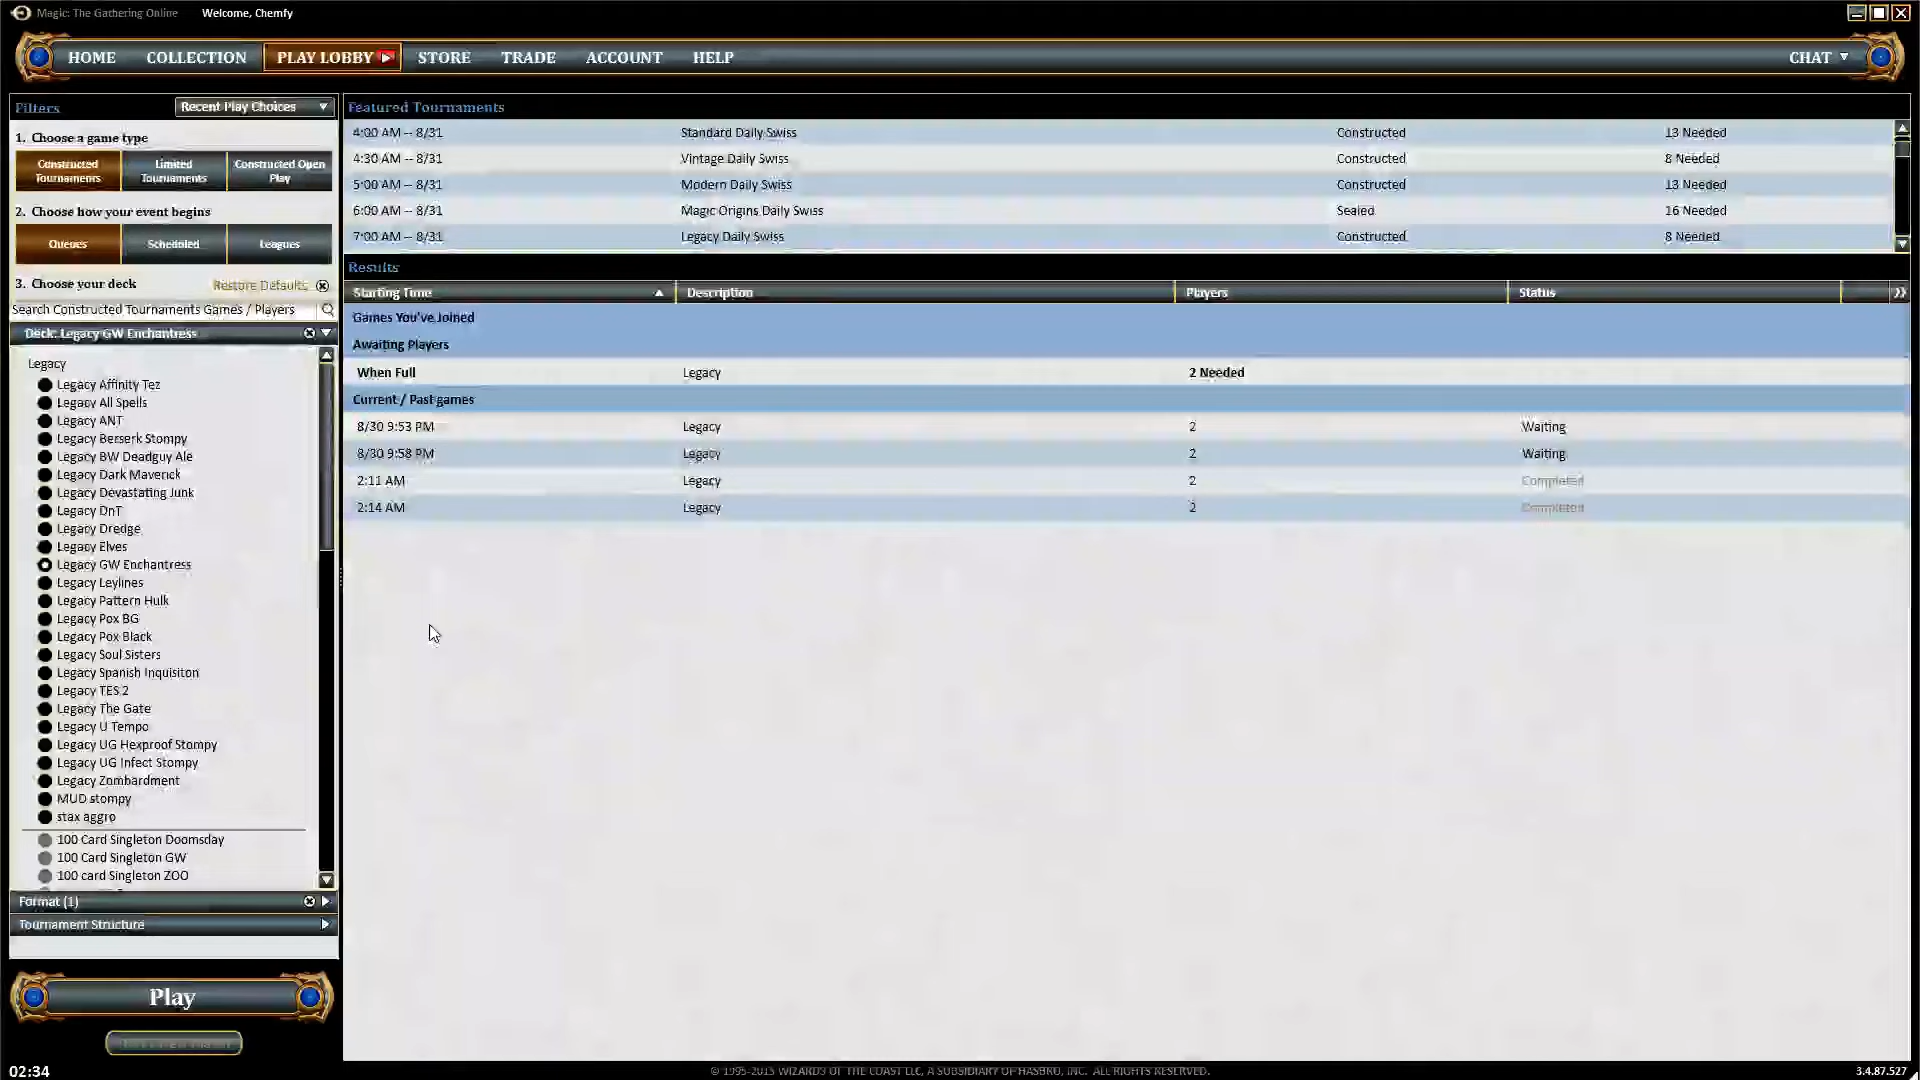 Magic: The Gathering Online Welcome, Chemfy
HOME COLLECTION PLAY LOBBY STORE TRADE ACCOUNT HELP CHAT
Filters Recent Play Choices
1. Choose a game type
Constructed Tournaments Limited Tournaments Constructed Open Play
2. Choose how your event begins
Queues Scheduled Leagues
3. Choose your deck Restore Defaults
Search Constructed Tournaments Games / Players
Deck: Legacy GW Enchantress
Legacy
Legacy Affinity Tez
Legacy All Spells
Legacy ANT
Legacy Berserk Stompy
Legacy BW Deadguy Ale
Legacy Dark Maverick
Legacy Devastating Junk
Legacy DnT
Legacy Dredge
Legacy Elves
Legacy GW Enchantress
Legacy Leylines
Legacy Pattern Hulk
Legacy Pox BG
Legacy Pox Black
Legacy Soul Sisters
Legacy Spanish Inquisiton
Legacy TES 2
Legacy The Gate
Legacy U Tempo
Legacy UG Hexproof Stompy
Legacy UG Infect Stompy
Legacy Zombardment
MUD stompy
stax aggro
100 Card Singleton Doomsday
100 Card Singleton GW
100 card Singleton ZOO
Format (1)
Tournament Structure
Play
02:34
Featured Tournaments
4:00 AM -- 8/31 Standard Daily Swiss Constructed 13 Needed
4:30 AM -- 8/31 Vintage Daily Swiss Constructed 8 Needed
5:00 AM -- 8/31 Modern Daily Swiss Constructed 13 Needed
6:00 AM -- 8/31 Magic Origins Daily Swiss Sealed 16 Needed
7:00 AM -- 8/31 Legacy Daily Swiss Constructed 8 Needed
Results
Starting Time Description Players Status
Games You've Joined
Awaiting Players
When Full Legacy 2 Needed
Current / Past games
8/30 9:53 PM Legacy 2 Waiting
8/30 9:58 PM Legacy 2 Waiting
2:11 AM Legacy 2 Completed
2:14 AM Legacy 2 Completed
© 1995-2015 WIZARDS OF THE COAST LLC, A SUBSIDIARY OF HASBRO, INC. ALL RIGHTS RESERVED.
3.4.87.527